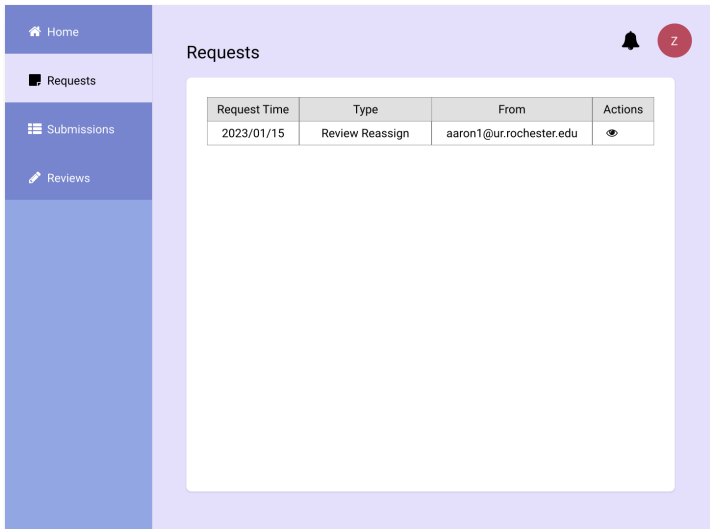 Home
Requests
Submissions
Reviews
Requests
Z
Request Time Type From Actions
2023/01/15 Review Reassign aaron1@ur.rochester.edu